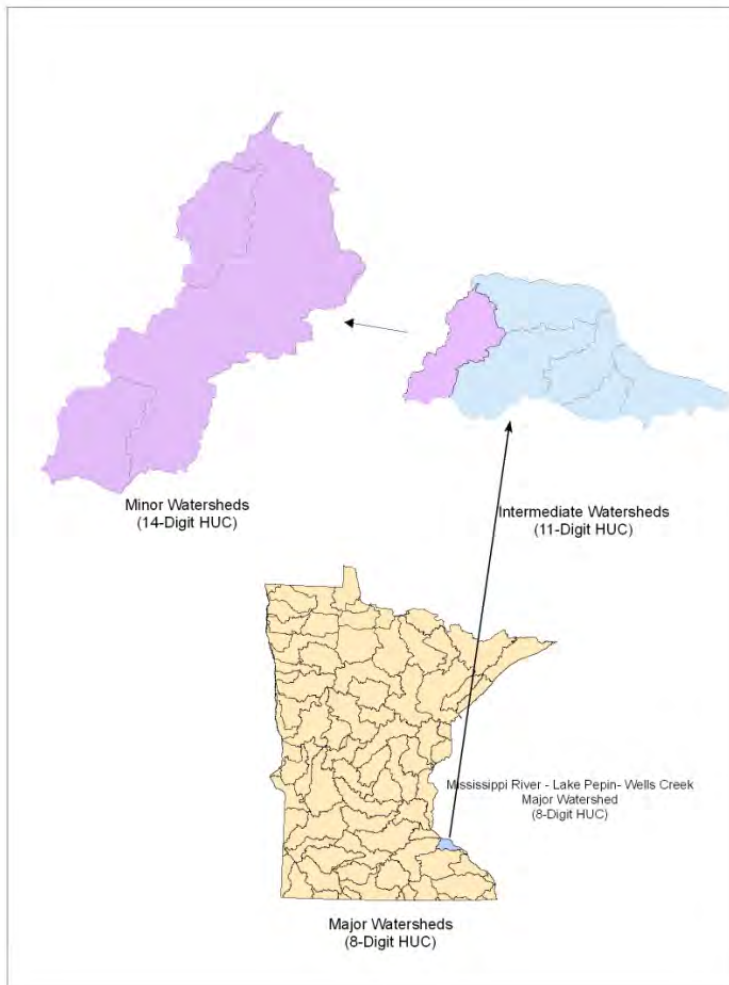 Minor Watersheds
(14-Digit HUC)
Intermediate Watersheds
(11-Digit HUC)
Mississippi River - Lake Pepin- Wells Creek
Major Watershed
(8-Digit HUC)
Major Watersheds
(8-Digit HUC)